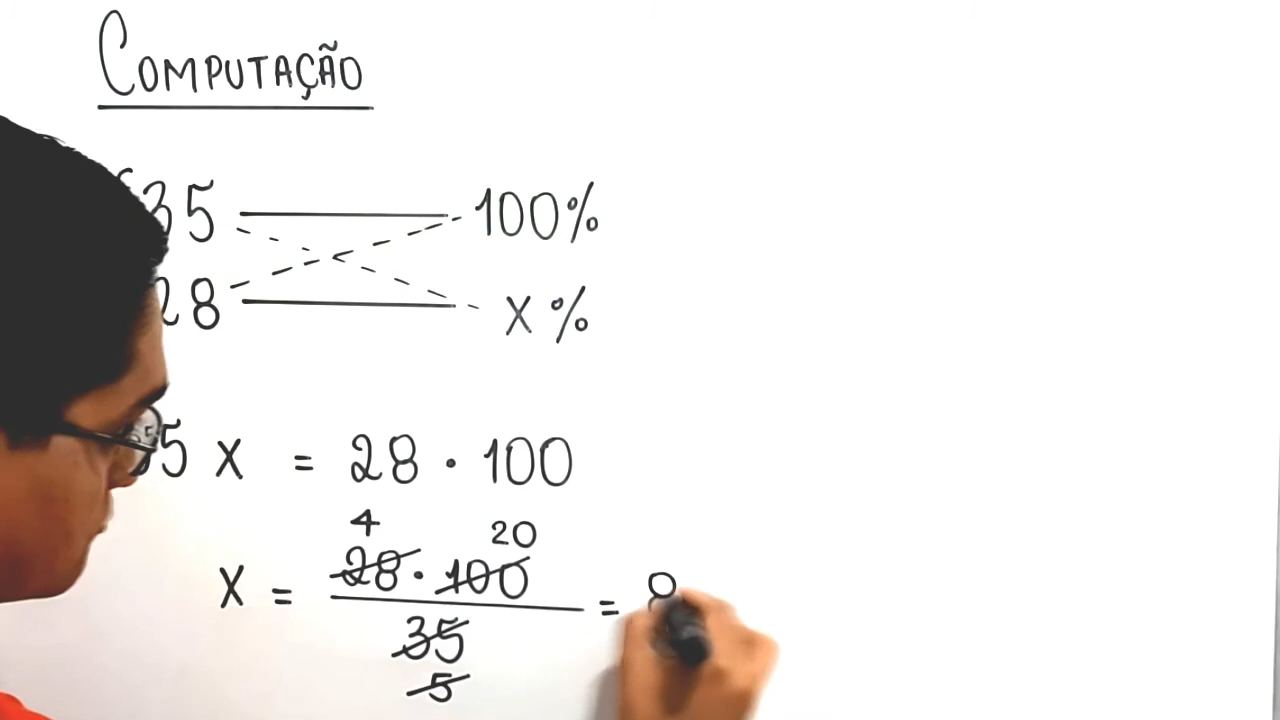 COMPUTAÇÃO
35 100%
28 X %
35 X = 28 · 100
4 20
X = 28 · 100 = 8
35
5